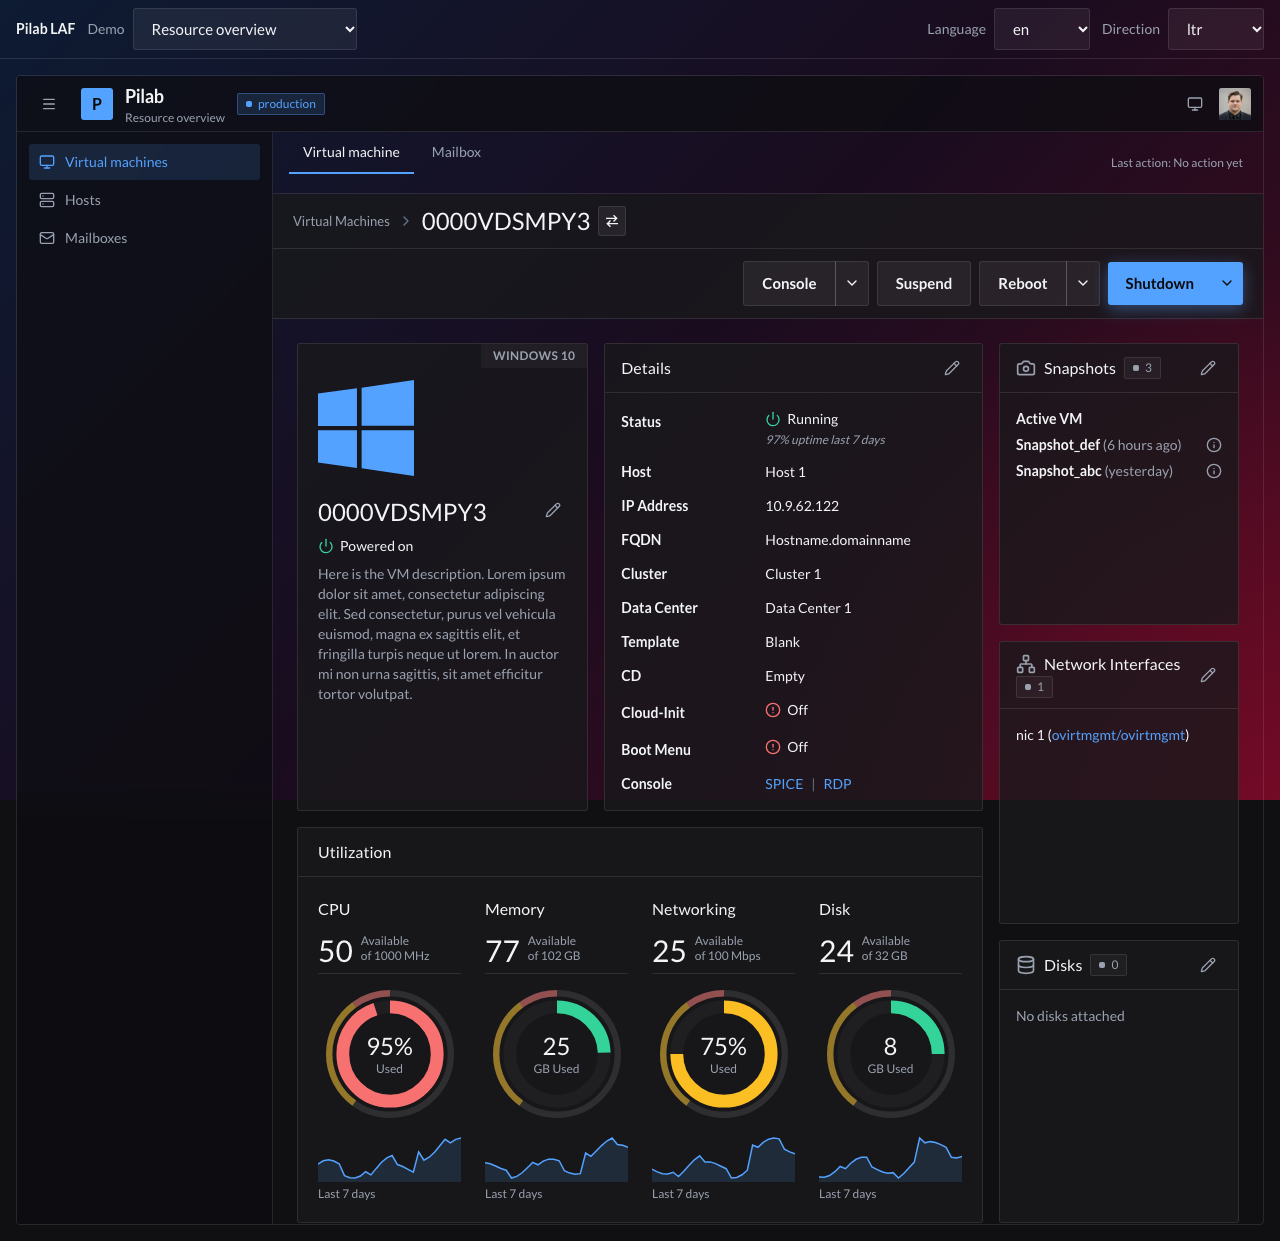 Pilab LAF Demo Resource overview Language en Direction ltr
P Pilab
Resource overview
production
Virtual machines
Hosts
Mailboxes
Virtual machine Mailbox
Last action: No action yet
Virtual Machines 0000VDSMPY3
Console Suspend Reboot Shutdown
WINDOWS 10
0000VDSMPY3
Powered on
Here is the VM description. Lorem ipsum
dolor sit amet, consectetur adipiscing
elit. Sed consectetur, purus vel vehicula
euismod, magna ex sagittis elit, et
fringilla turpis neque ut lorem. In auctor
mi non urna sagittis, sit amet efficitur
tortor volutpat.
Details
Status Running
97% uptime last 7 days
Host Host 1
IP Address 10.9.62.122
FQDN Hostname.domainname
Cluster Cluster 1
Data Center Data Center 1
Template Blank
CD Empty
Cloud-Init Off
Boot Menu Off
Console SPICE | RDP
Snapshots 3
Active VM
Snapshot_def (6 hours ago)
Snapshot_abc (yesterday)
Network Interfaces
1
nic 1 (ovirtmgmt/ovirtmgmt)
Disks 0
No disks attached
Utilization
CPU
50 Available
of 1000 MHz
95%
Used
Last 7 days
Memory
77 Available
of 102 GB
25
GB Used
Last 7 days
Networking
25 Available
of 100 Mbps
75%
Used
Last 7 days
Disk
24 Available
of 32 GB
8
GB Used
Last 7 days